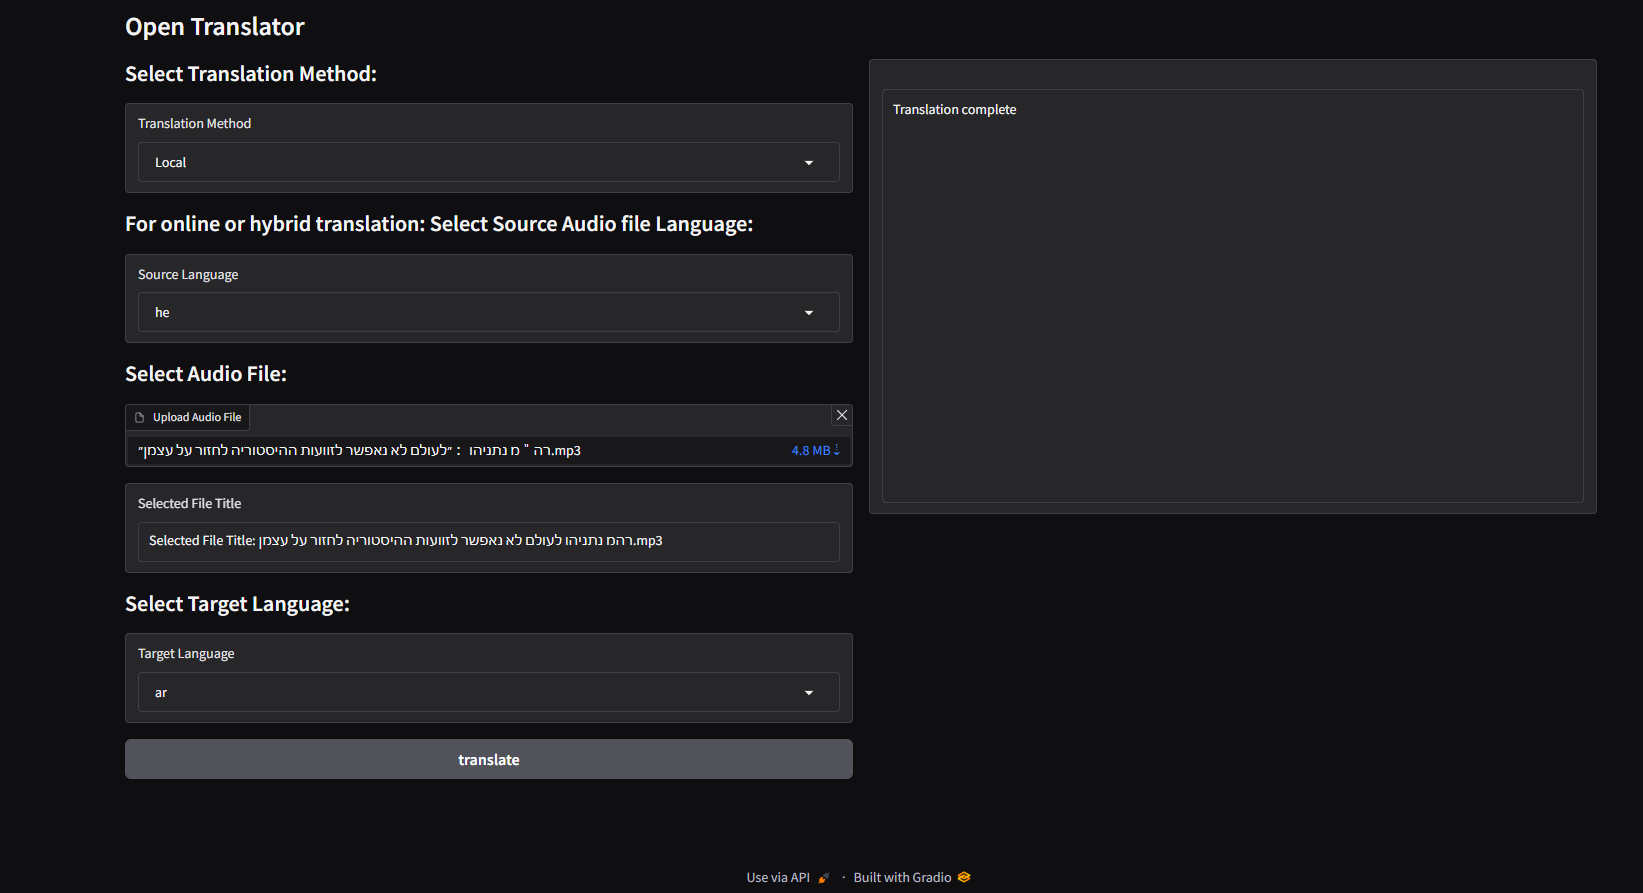 Open Translator
Select Translation Method:
Translation Method
Local
For online or hybrid translation: Select Source Audio file Language:
Source Language
he
Select Audio File:
Upload Audio File
רה " מ נתניהו : ״לעולם לא נאפשר לזוועות ההיסטוריה לחזור על עצמן״.mp3
4.8 MB ⇣
Selected File Title
Selected File Title: רהמ נתניהו לעולם לא נאפשר לזוועות ההיסטוריה לחזור על עצמן.mp3
Select Target Language:
Target Language
ar
translate
Translation complete
Use via API 🚀 · Built with Gradio